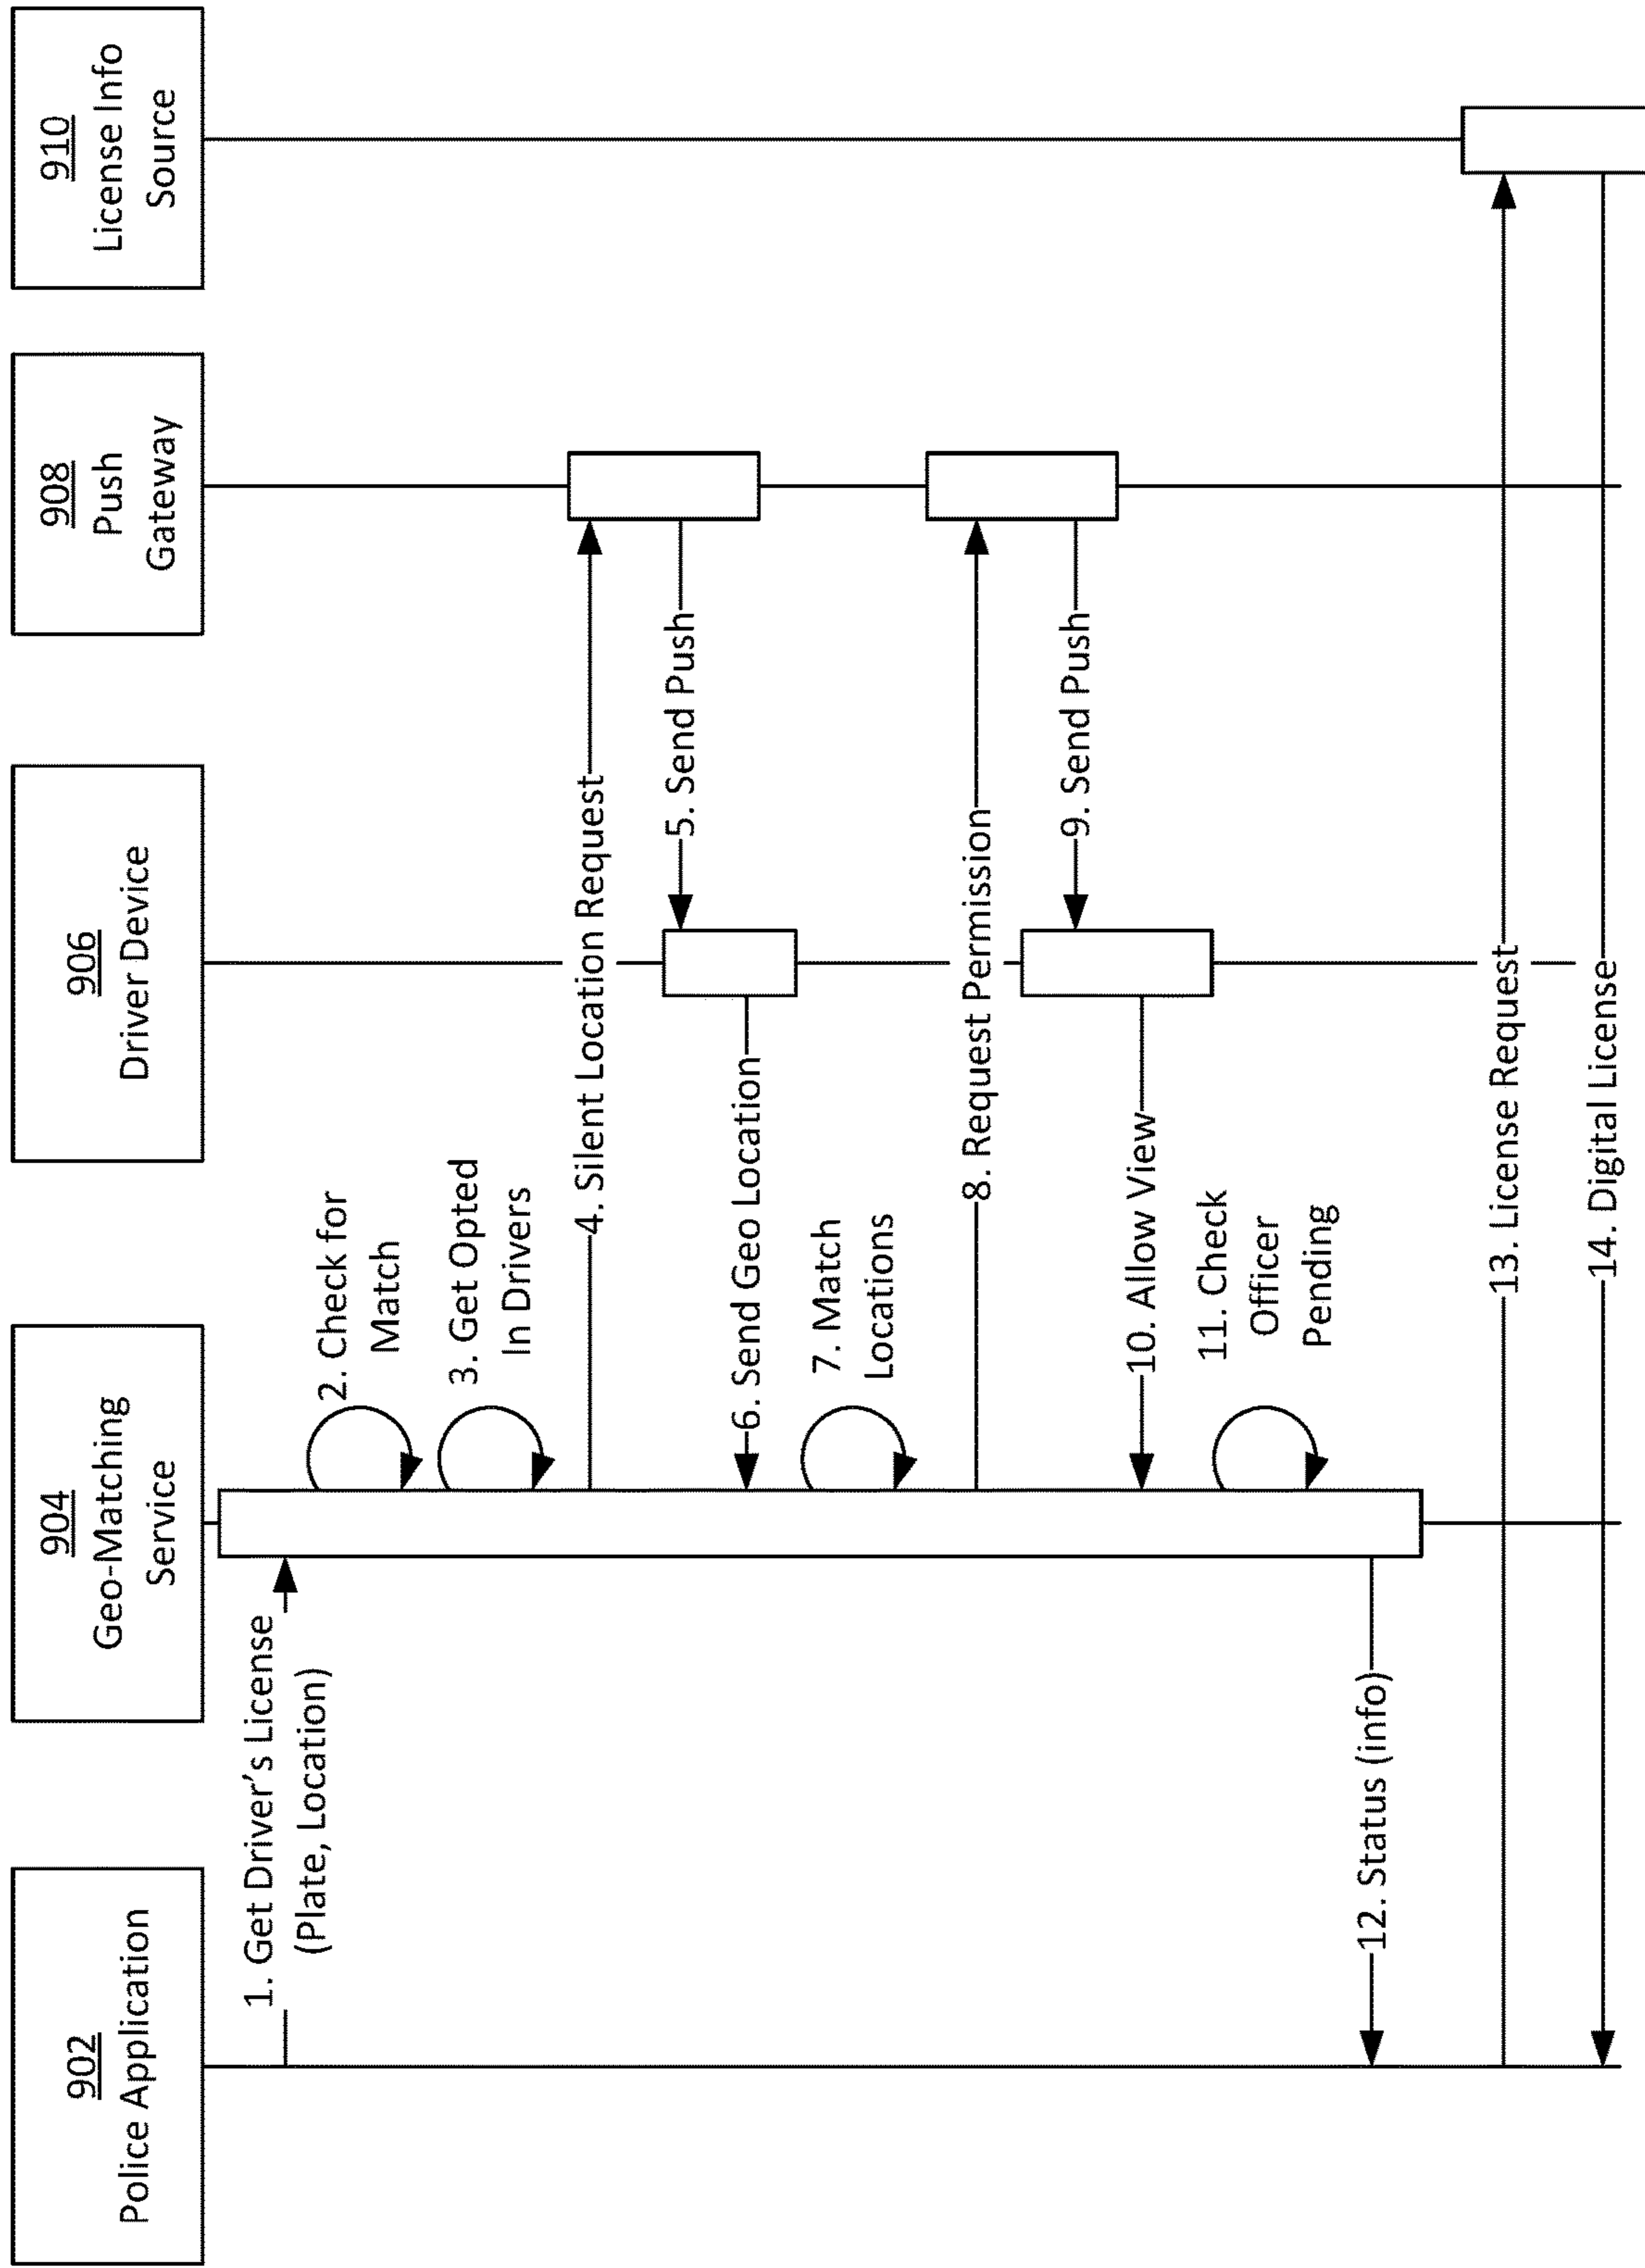 902
Police Application
904
Geo-Matching
Service
906
Driver Device
908
Push
Gateway
910
License Info
Source
1. Get Driver's License
(Plate, Location)
2. Check for
Match
3. Get Opted
In Drivers
4. Silent Location Request
5. Send Push
6. Send Geo Location
7. Match
Locations
8. Request Permission
9. Send Push
10. Allow View
11. Check
Officer
Pending
12. Status (info)
13. License Request
14. Digital License